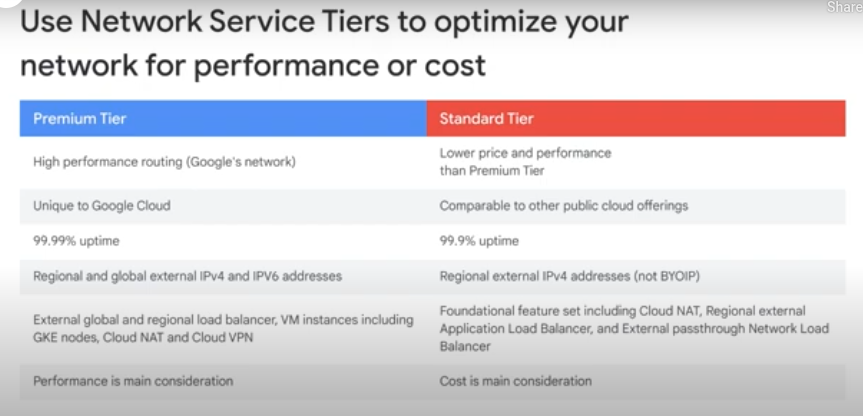 Share
Use Network Service Tiers to optimize your
network for performance or cost
Premium Tier
Standard Tier
High performance routing (Google's network)
Lower price and performance
than Premium Tier
Unique to Google Cloud
Comparable to other public cloud offerings
99.99% uptime
99.9% uptime
Regional and global external IPv4 and IPV6 addresses
Regional external IPv4 addresses (not BYOIP)
External global and regional load balancer, VM instances including
GKE nodes, Cloud NAT and Cloud VPN
Foundational feature set including Cloud NAT, Regional external
Application Load Balancer, and External passthrough Network Load
Balancer
Performance is main consideration
Cost is main consideration